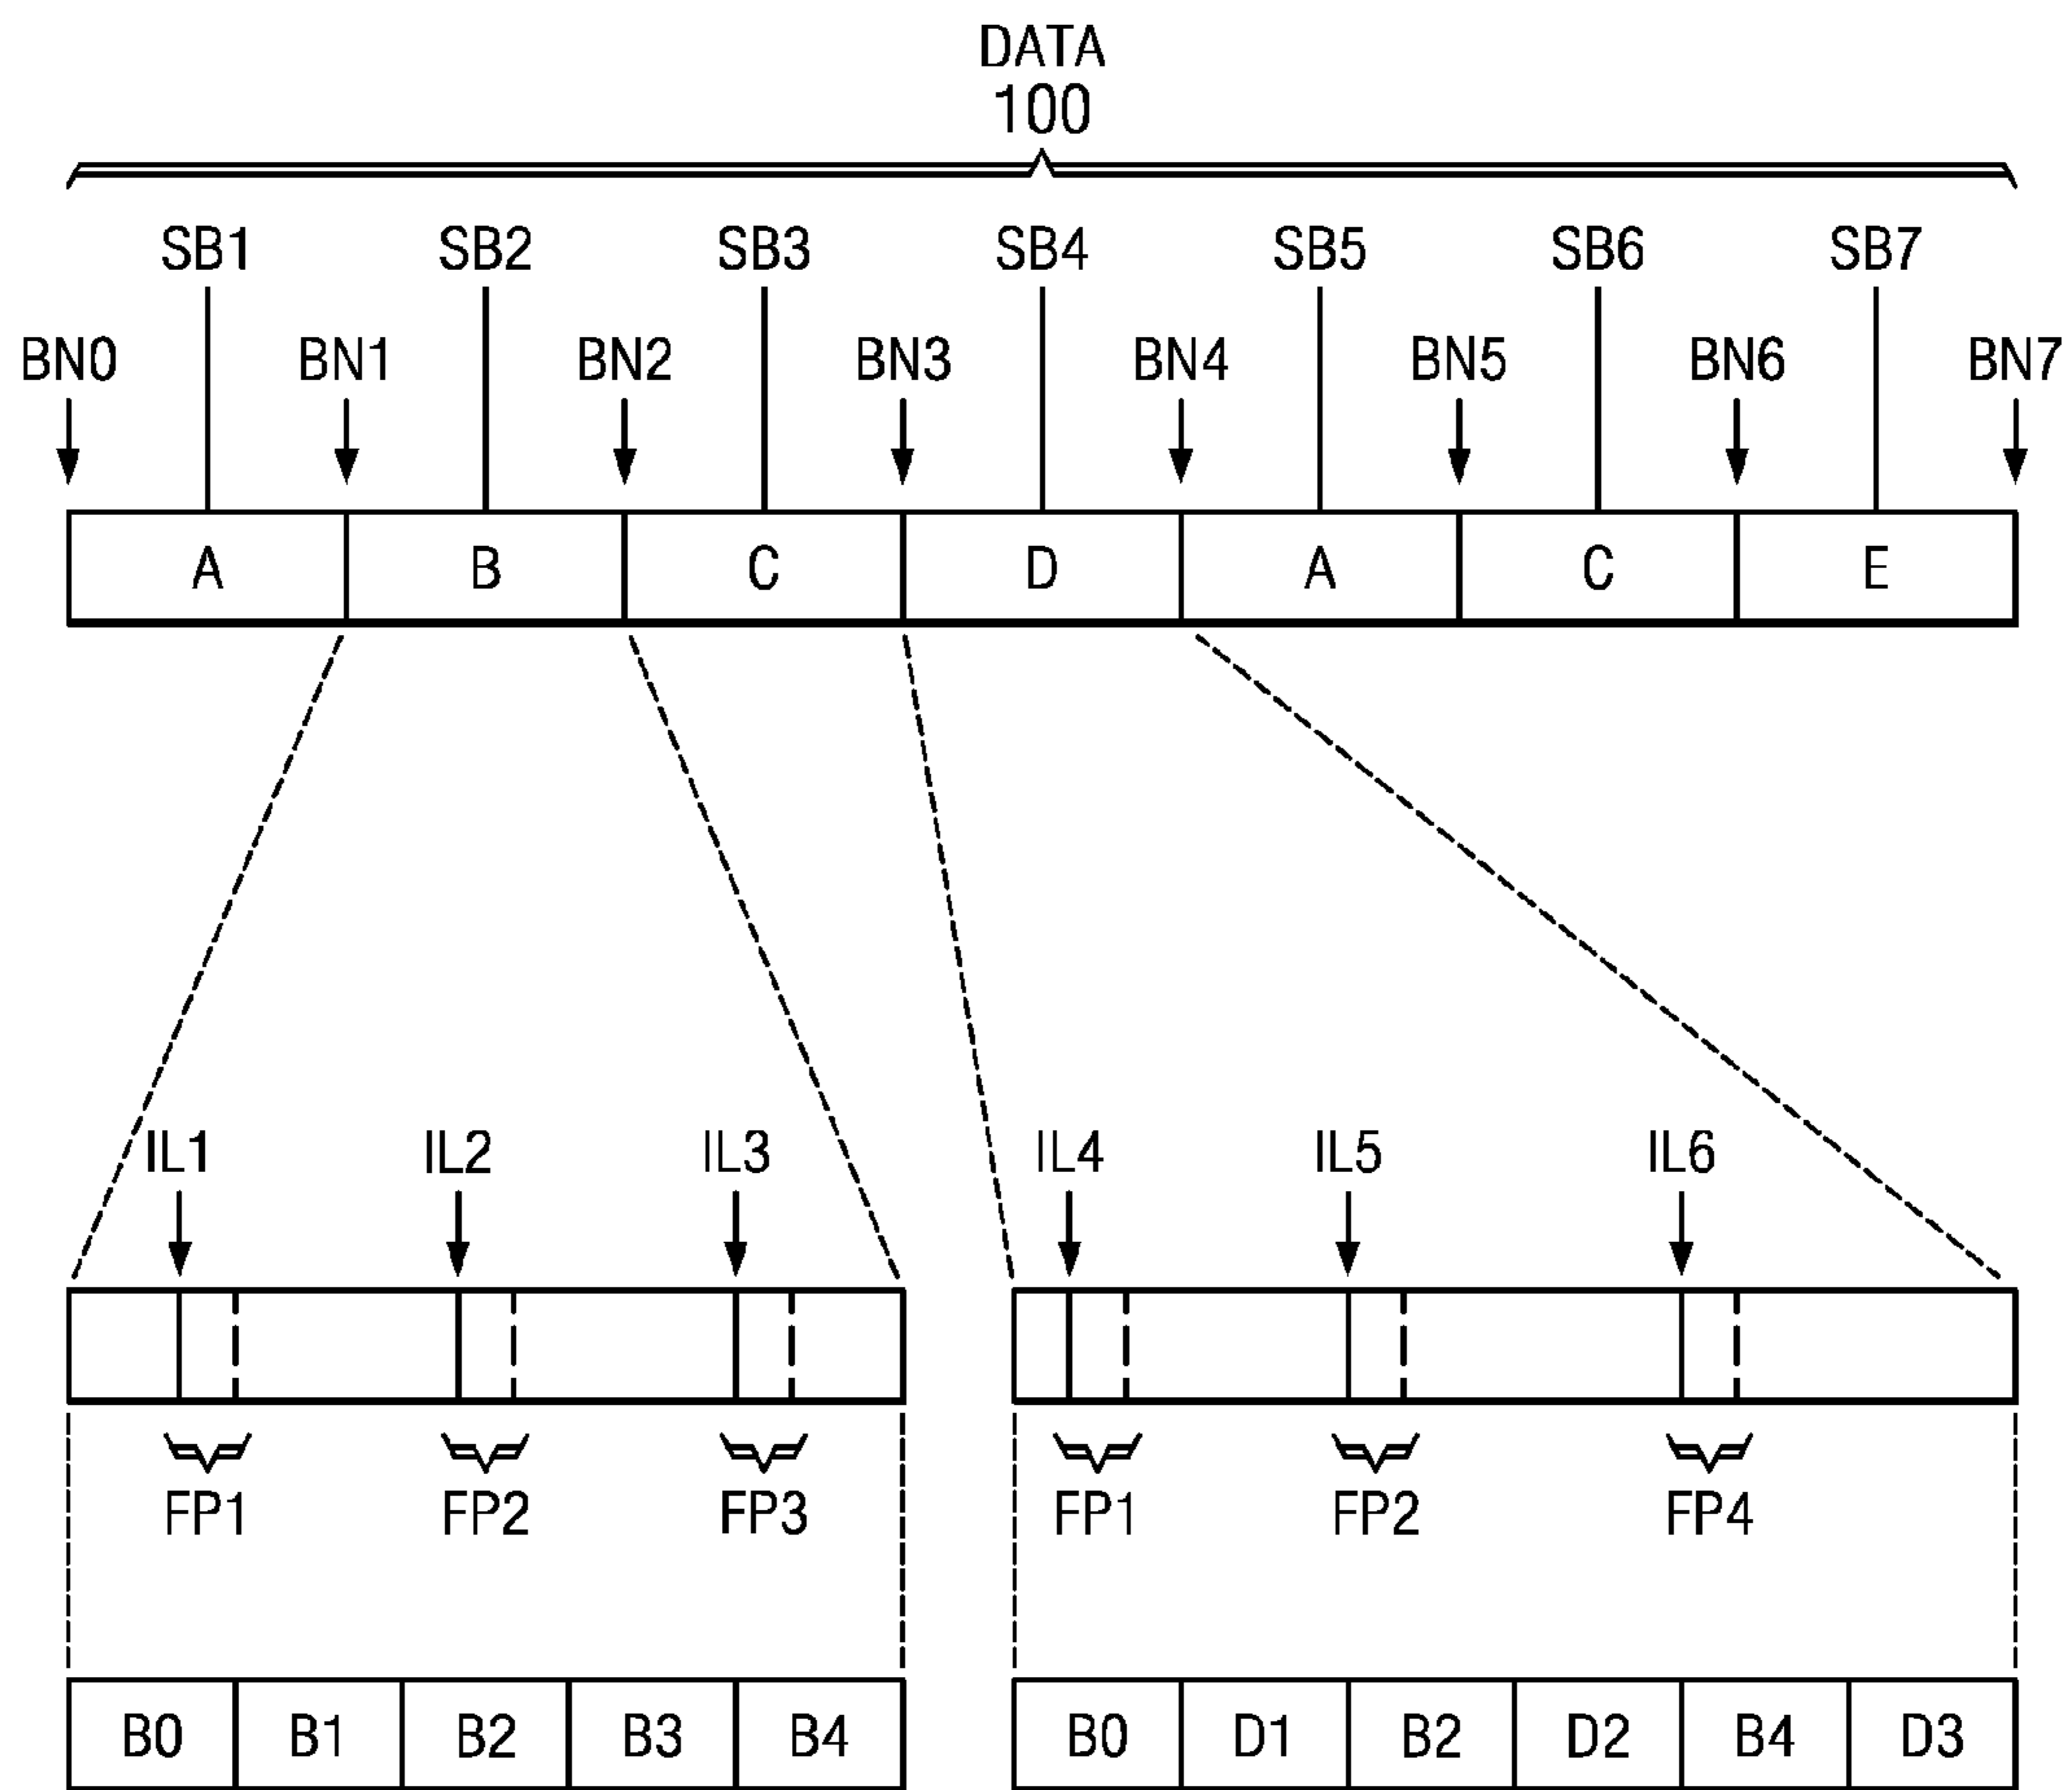 DATA
100
SB1 SB2 SB3 SB4 SB5 SB6 SB7
BN0 BN1 BN2 BN3 BN4 BN5 BN6 BN7
A B C D A C E
IL1 IL2 IL3 IL4 IL5 IL6
FP1 FP2 FP3 FP1 FP2 FP4
B0 B1 B2 B3 B4 B0 D1 B2 D2 B4 D3